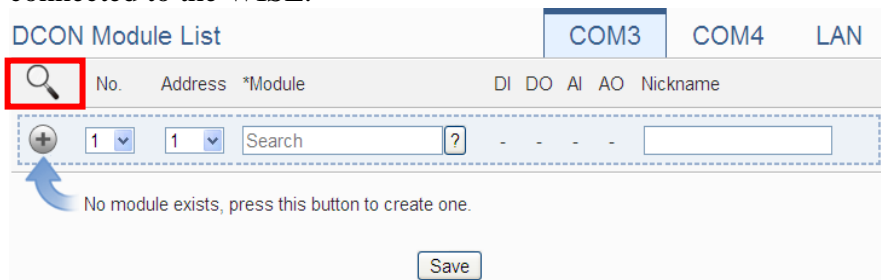 connected to the WISE.
DCON Module List COM3 COM4 LAN
No. Address *Module DI DO AI AO Nickname
1 1 Search ? - - - -
No module exists, press this button to create one.
Save